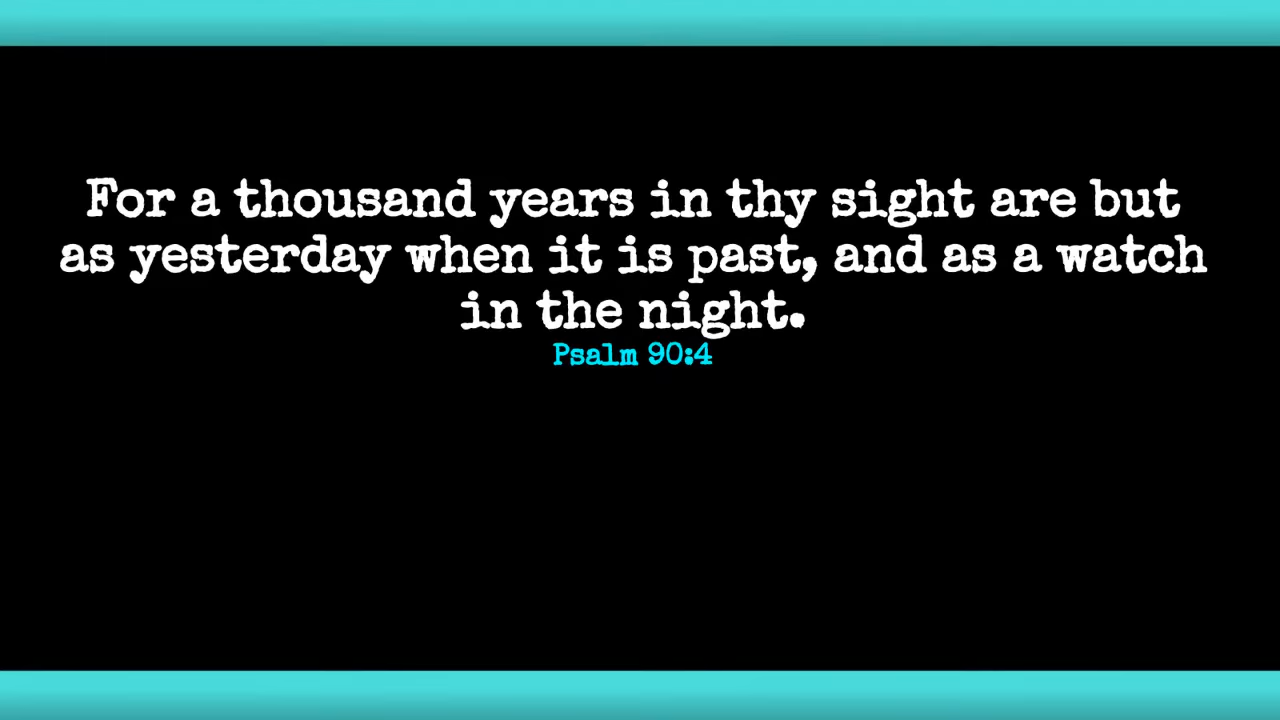 For a thousand years in thy sight are but
as yesterday when it is past, and as a watch
in the night.
Psalm 90:4